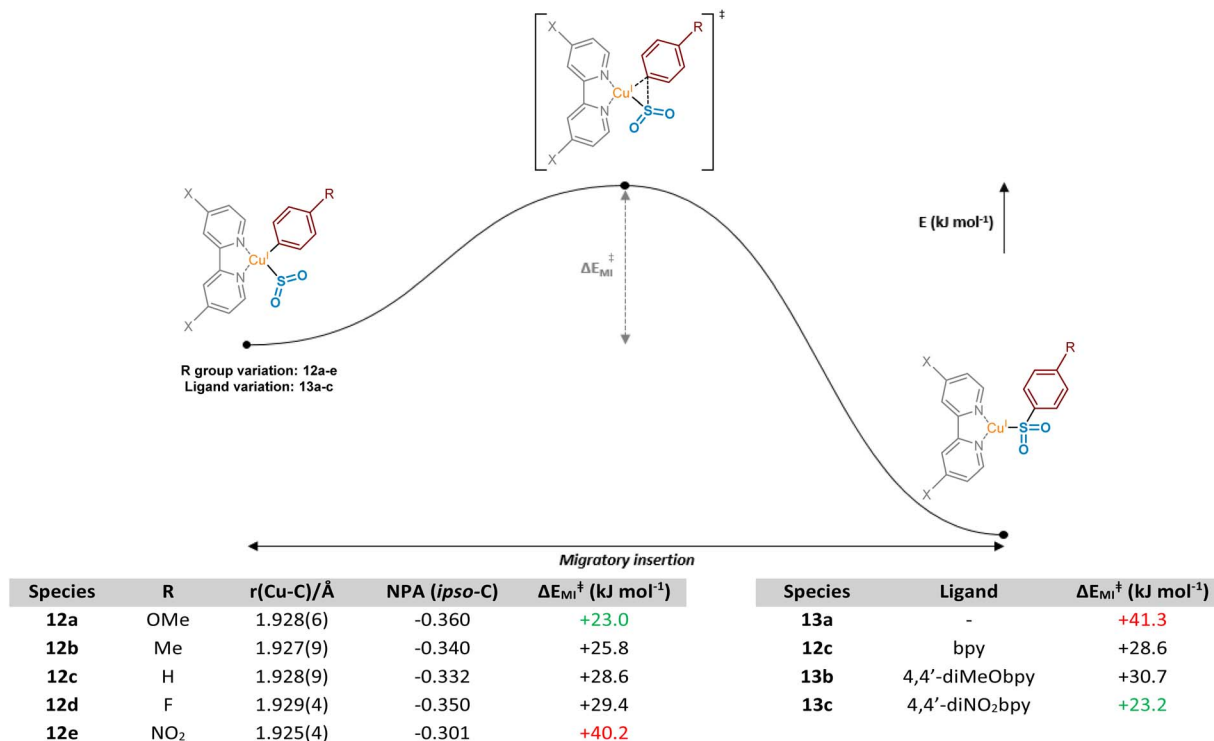 ‡
X
R
N
Cu^I
S
O
O
N
X
X
R
N
Cu^I
S
O
O
N
X
ΔE_MI^‡
E (kJ mol⁻¹)
R group variation: 12a-e
Ligand variation: 13a-c
X
R
N
Cu^I
S
O
O
N
X
Migratory insertion
Species R r(Cu-C)/Å NPA (ipso-C) ΔE_MI^‡ (kJ mol⁻¹)
12a OMe 1.928(6) -0.360 +23.0
12b Me 1.927(9) -0.340 +25.8
12c H 1.928(9) -0.332 +28.6
12d F 1.929(4) -0.350 +29.4
12e NO₂ 1.925(4) -0.301 +40.2
Species Ligand ΔE_MI^‡ (kJ mol⁻¹)
13a - +41.3
12c bpy +28.6
13b 4,4'-diMeObpy +30.7
13c 4,4'-diNO₂bpy +23.2